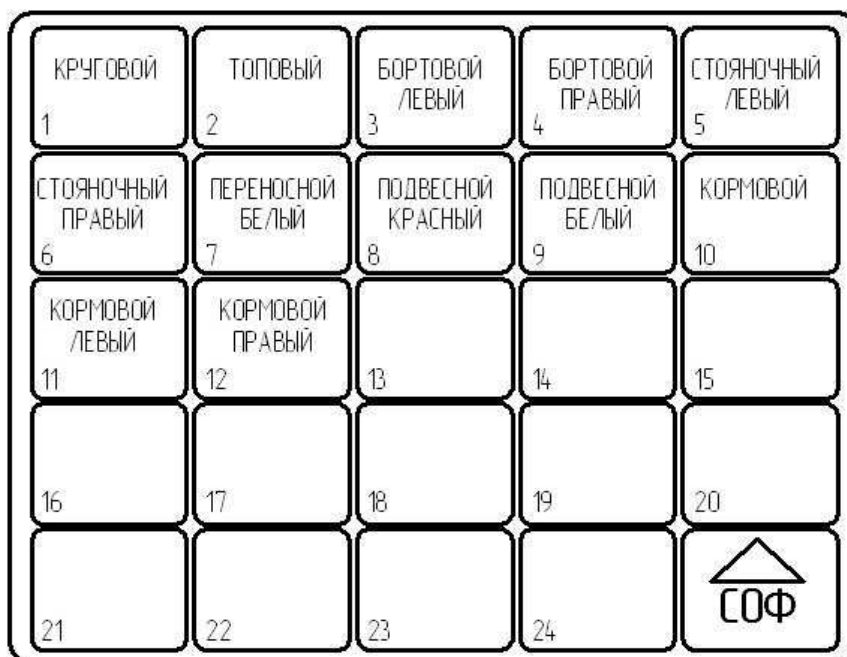 КРУГОВОЙ
1
ТОПОВЫЙ
2
БОРТОВОЙ
ЛЕВЫЙ
3
БОРТОВОЙ
ПРАВЫЙ
4
СТОЯНОЧНЫЙ
ЛЕВЫЙ
5
СТОЯНОЧНЫЙ
ПРАВЫЙ
6
ПЕРЕНОСНОЙ
БЕЛЫЙ
7
ПОДВЕСНОЙ
КРАСНЫЙ
8
ПОДВЕСНОЙ
БЕЛЫЙ
9
КОРМОВОЙ
10
КОРМОВОЙ
ЛЕВЫЙ
11
КОРМОВОЙ
ПРАВЫЙ
12
13
14
15
16
17
18
19
20
21
22
23
24
СОФ